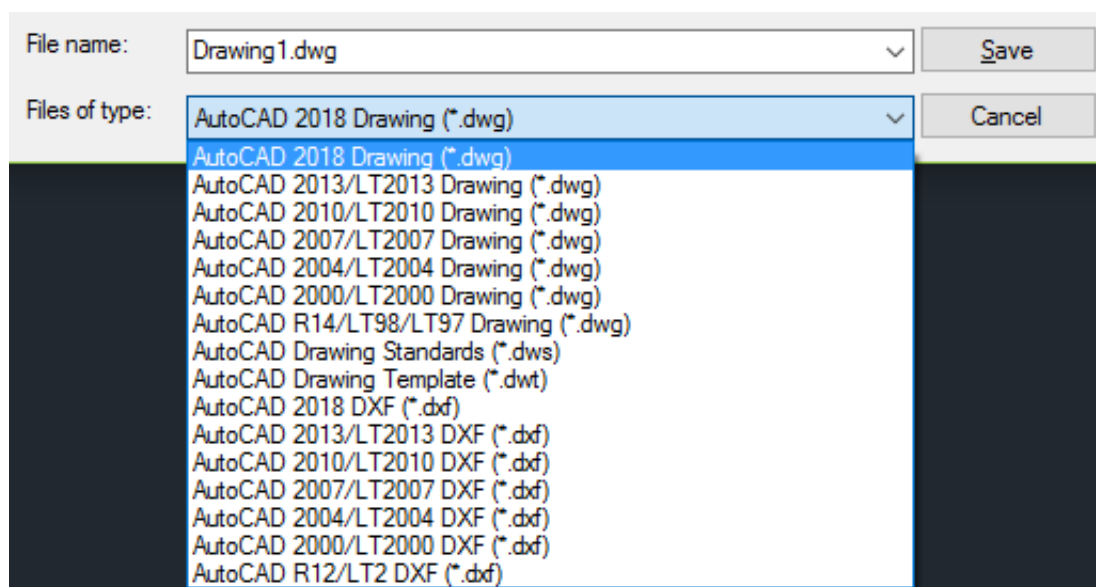 File name: Drawing1.dwg Save
Files of type: AutoCAD 2018 Drawing (*.dwg) Cancel
AutoCAD 2018 Drawing (*.dwg)
AutoCAD 2013/LT2013 Drawing (*.dwg)
AutoCAD 2010/LT2010 Drawing (*.dwg)
AutoCAD 2007/LT2007 Drawing (*.dwg)
AutoCAD 2004/LT2004 Drawing (*.dwg)
AutoCAD 2000/LT2000 Drawing (*.dwg)
AutoCAD R14/LT98/LT97 Drawing (*.dwg)
AutoCAD Drawing Standards (*.dws)
AutoCAD Drawing Template (*.dwt)
AutoCAD 2018 DXF (*.dxf)
AutoCAD 2013/LT2013 DXF (*.dxf)
AutoCAD 2010/LT2010 DXF (*.dxf)
AutoCAD 2007/LT2007 DXF (*.dxf)
AutoCAD 2004/LT2004 DXF (*.dxf)
AutoCAD 2000/LT2000 DXF (*.dxf)
AutoCAD R12/LT2 DXF (*.dxf)